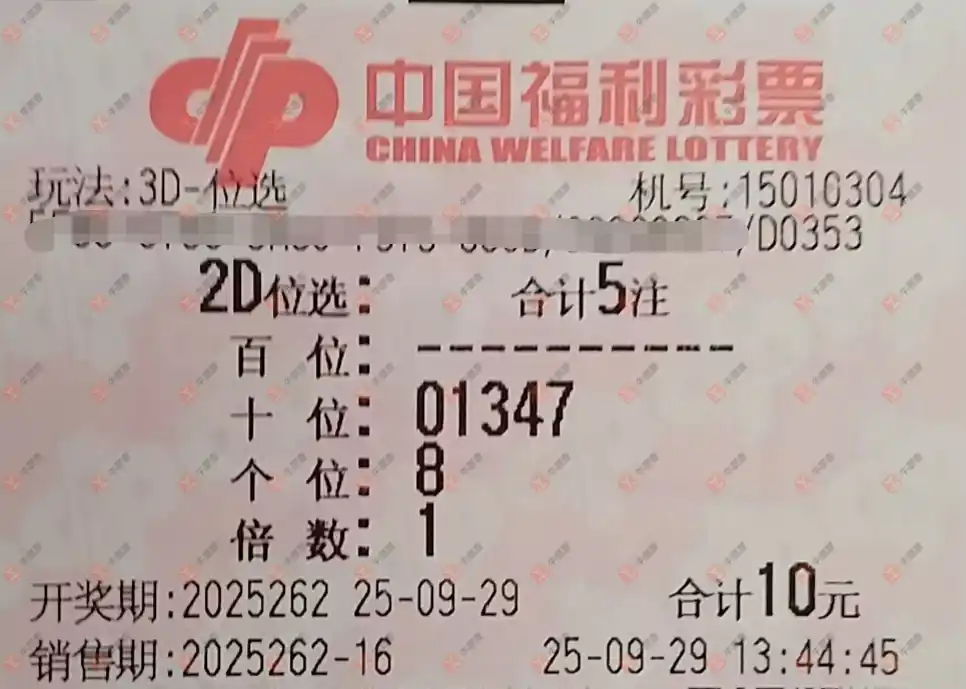 中国福利彩票
CHINA WELFARE LOTTERY
玩法:3D-位选 机号:15010304
/D0353
2D位选: 合计5注
百 位: -----------
十 位: 01347
个 位: 8
倍 数: 1
开奖期:2025262 25-09-29 合计10元
销售期:2025262-16 25-09-29 13:44:45